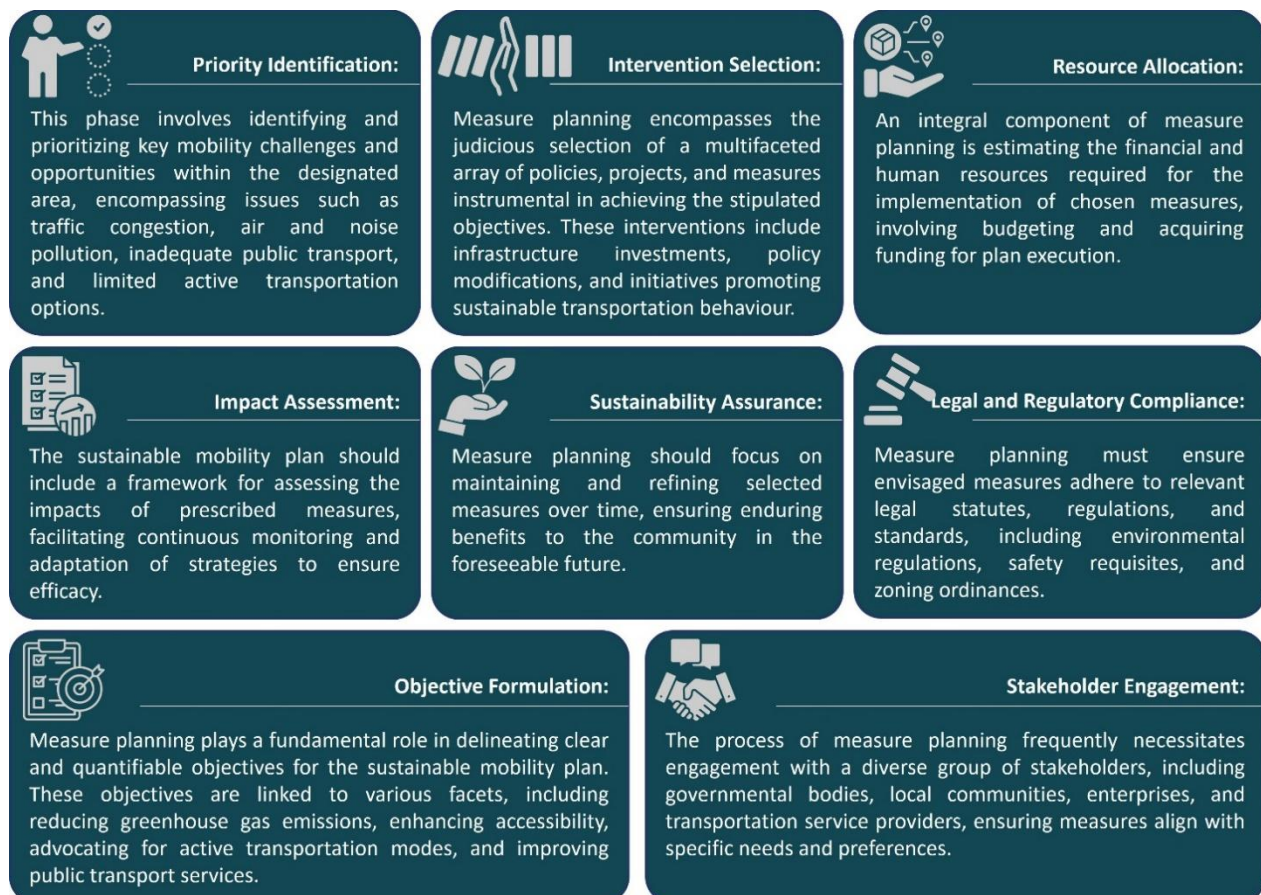 Priority Identification:
This phase involves identifying and
prioritizing key mobility challenges and
opportunities within the designated
area, encompassing issues such as
traffic congestion, air and noise
pollution, inadequate public transport,
and limited active transportation
options.
Intervention Selection:
Measure planning encompasses the
judicious selection of a multifaceted
array of policies, projects, and measures
instrumental in achieving the stipulated
objectives. These interventions include
infrastructure investments, policy
modifications, and initiatives promoting
sustainable transportation behaviour.
Resource Allocation:
An integral component of measure
planning is estimating the financial and
human resources required for the
implementation of chosen measures,
involving budgeting and acquiring
funding for plan execution.
Impact Assessment:
The sustainable mobility plan should
include a framework for assessing the
impacts of prescribed measures,
facilitating continuous monitoring and
adaptation of strategies to ensure
efficacy.
Sustainability Assurance:
Measure planning should focus on
maintaining and refining selected
measures over time, ensuring enduring
benefits to the community in the
foreseeable future.
Legal and Regulatory Compliance:
Measure planning must ensure
envisaged measures adhere to relevant
legal statutes, regulations, and
standards, including environmental
regulations, safety requisites, and
zoning ordinances.
Objective Formulation:
Measure planning plays a fundamental role in delineating clear
and quantifiable objectives for the sustainable mobility plan.
These objectives are linked to various facets, including
reducing greenhouse gas emissions, enhancing accessibility,
advocating for active transportation modes, and improving
public transport services.
Stakeholder Engagement:
The process of measure planning frequently necessitates
engagement with a diverse group of stakeholders, including
governmental bodies, local communities, enterprises, and
transportation service providers, ensuring measures align with
specific needs and preferences.